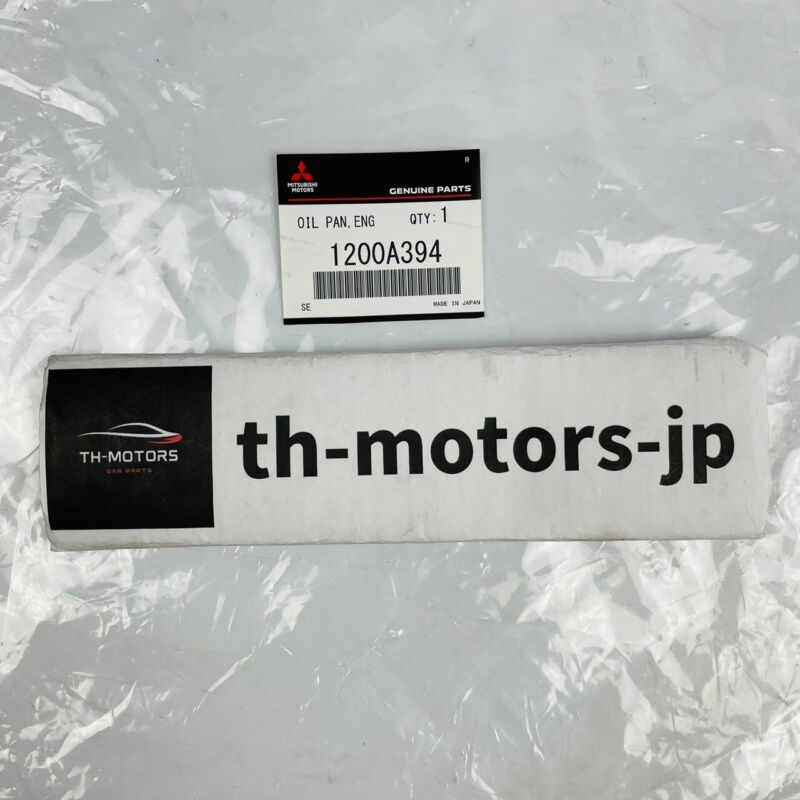 R
MITSUBISHI
MOTORS
GENUINE PARTS
OIL PAN, ENG QTY: 1
1200A394
SE MADE IN JAPAN
TH-MOTORS
CAR PARTS
th-motors-jp